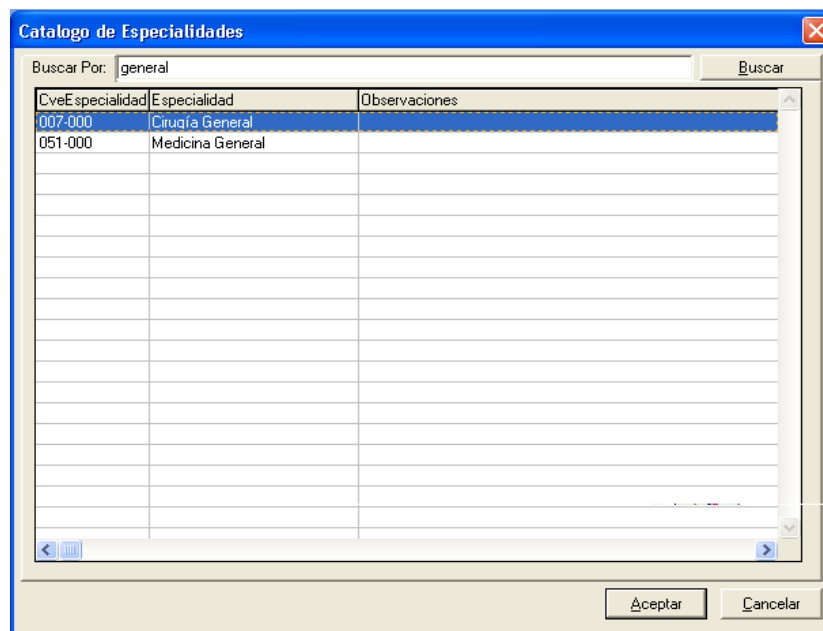 Catalogo de Especialidades
Buscar Por: general Buscar
CveEspecialidad Especialidad Observaciones
007-000 Cirugía General
051-000 Medicina General
Aceptar Cancelar